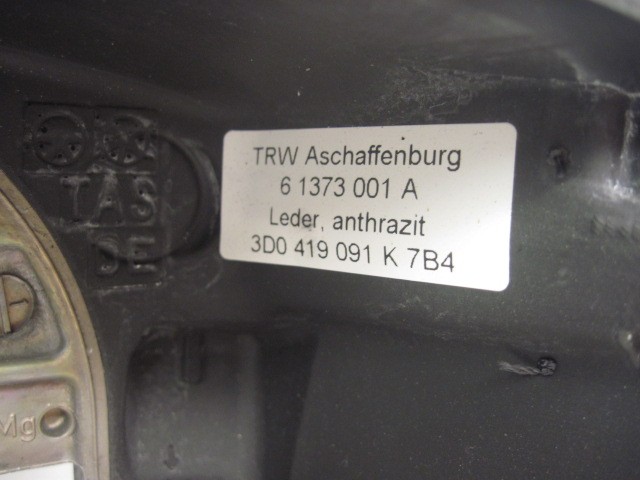 TRW Aschaffenburg
6 1373 001 A
Leder, anthrazit
3D0 419 091 K 7B4
TAS
SE
Mg